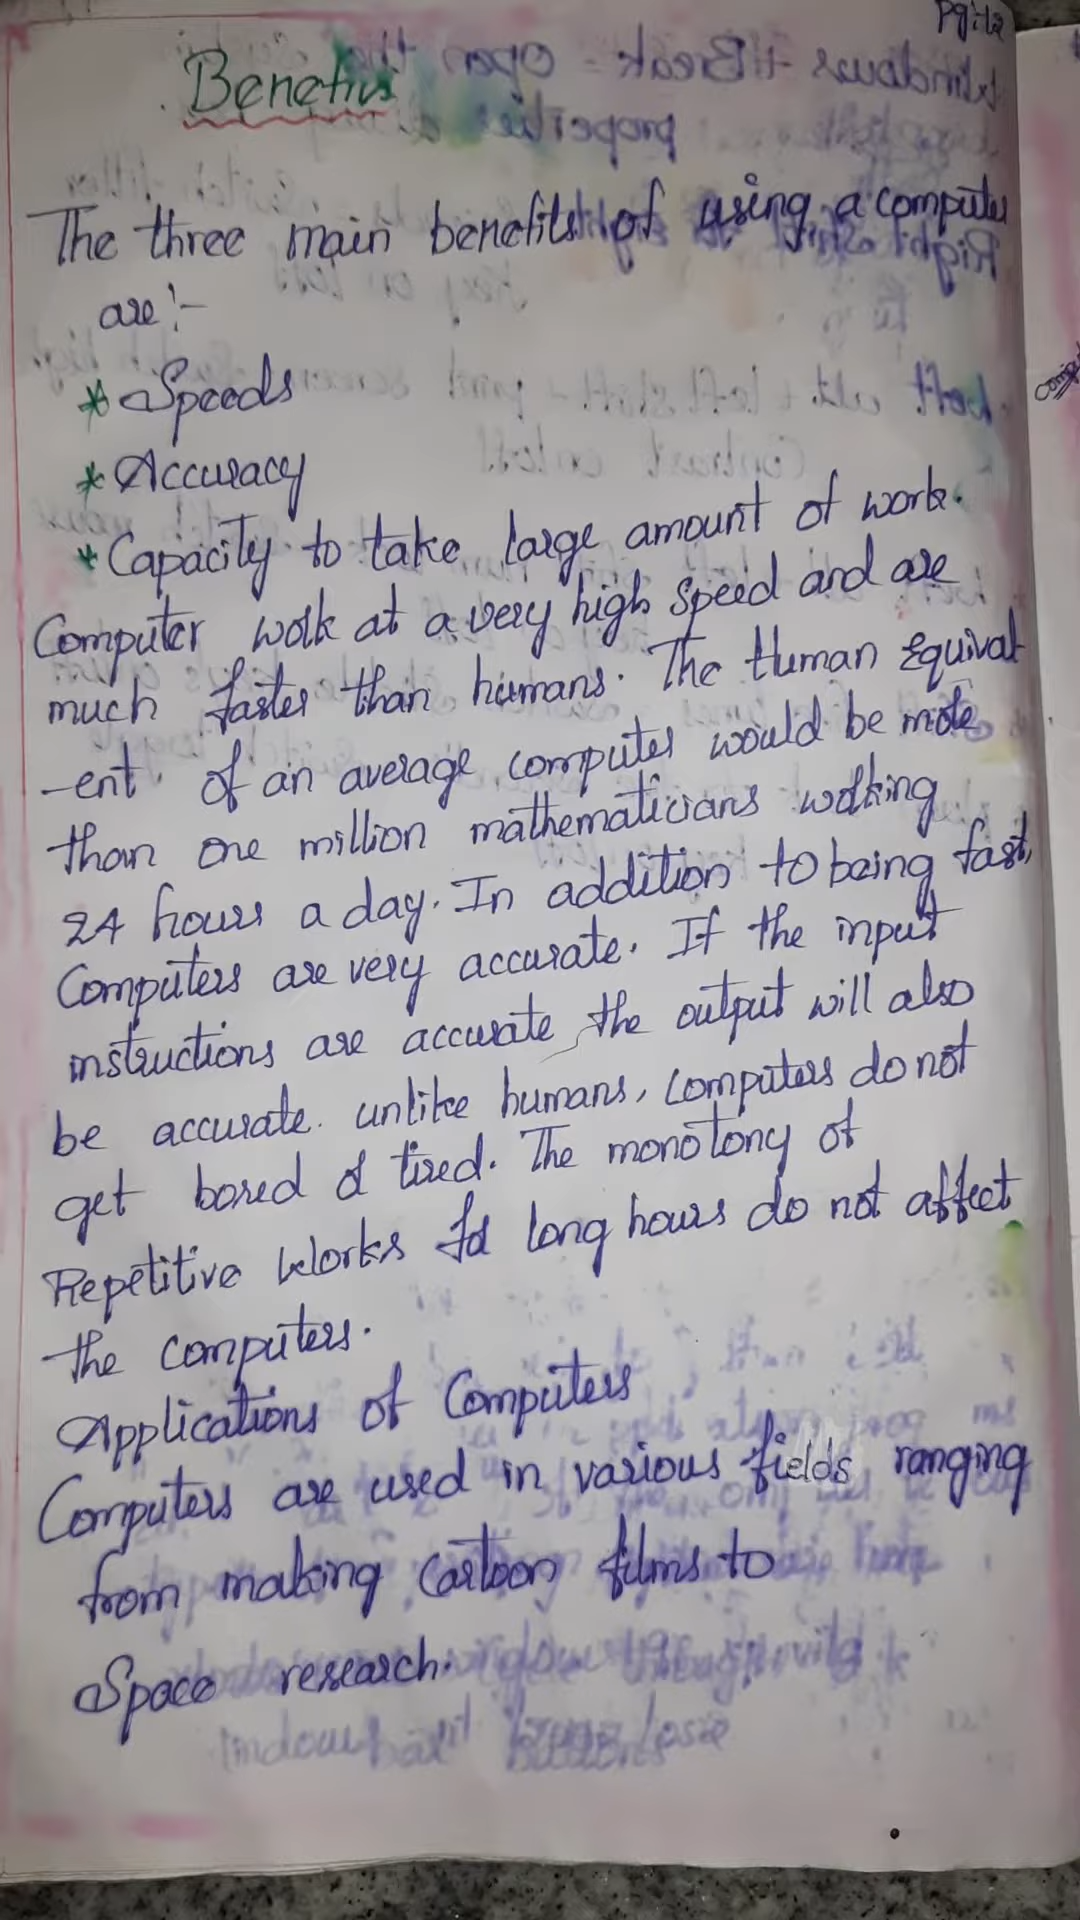 Pg:-12
Benefits
The three main benefits of using a computer
are:-
* Speeds
* Accuracy
* Capacity to take large amount of work.
Computer work at a very high speed and are
much faster than humans. The Human Equival
-ent of an average computer would be more
than one million mathematicians working
24 hours a day. In addition to being fast,
Computers are very accurate. If the input
instructions are accurate the output will also
be accurate. unlike humans, computers do not
get bored or tired. The monotony of
Repetitive works for long hours do not affect
the computers.
Applications of Computers
Computers are used in various fields ranging
from making cartoon films to
Space research.